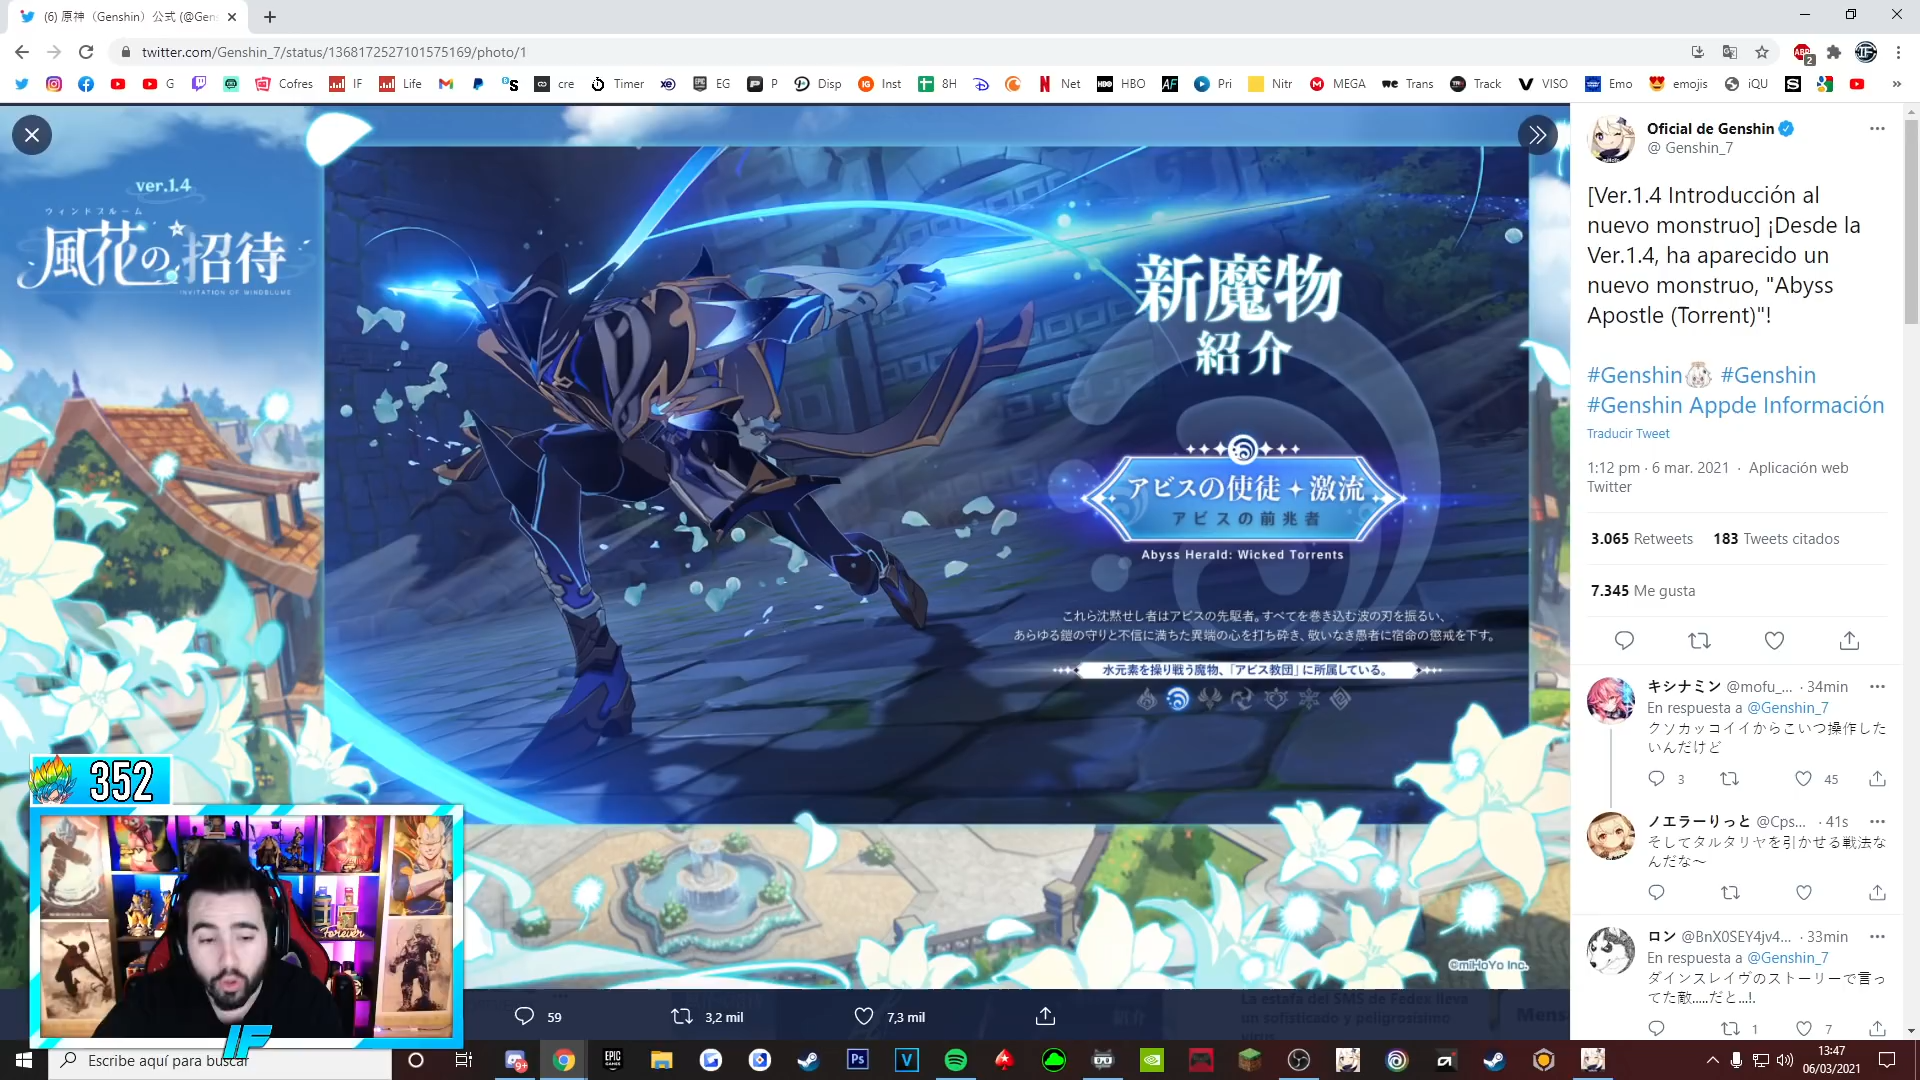 (6) 原神（Genshin）公式 (@Gen
twitter.com/Genshin_7/status/1368172527101575169/photo/1
ABP
2
G
Cofres
IF
Life
cre
Timer
EG
P
Disp
Inst
8H
Net
HBO
Pri
Nitr
MEGA
Trans
Track
VISO
Emo
emojis
iQU
ver.1.4
ウィンドブルーム
風花の招待
INVITATION OF WINDBLUME
新魔物
紹介
アビスの使徒✦激流
アビスの前兆者
Abyss Herald: Wicked Torrents
これら沈黙せし者はアビスの先駆者。すべてを巻き込む波の刃を振るい、
あらゆる鎧の守りと不信に満ちた異端の心を打ち砕き、敬いなき愚者に宿命の懲戒を下す。
水元素を操り戦う魔物、「アビス教団」に所属している。
©miHoYo Inc.
352
Forever
IF
59
3,2 mil
7,3 mil
La estafa del SMS de Fedex lleva
un sofisticado y peligrosísimo
Mens
Oficial de Genshin
@ Genshin_7
[Ver.1.4 Introducción al
nuevo monstruo] ¡Desde la
Ver.1.4, ha aparecido un
nuevo monstruo, "Abyss
Apostle (Torrent)"!
#Genshin #Genshin
#Genshin Appde Información
Traducir Tweet
1:12 pm · 6 mar. 2021 · Aplicación web
Twitter
3.065 Retweets 183 Tweets citados
7.345 Me gusta
キシナミン @mofu_... · 34min
En respuesta a @Genshin_7
クソカッコイイからこいつ操作した
いんだけど
3
45
ノエラーりっと @Cps... · 41s
そしてタルタリヤを引かせる戦法な
んだな〜
ロン @BnX0SEY4jv4... · 33min
En respuesta a @Genshin_7
ダインスレイヴのストーリーで言っ
てた敵.....だと...!.
1
7
Escribe aquí para buscar
9+
EPIC
Ps
V
13:47
06/03/2021